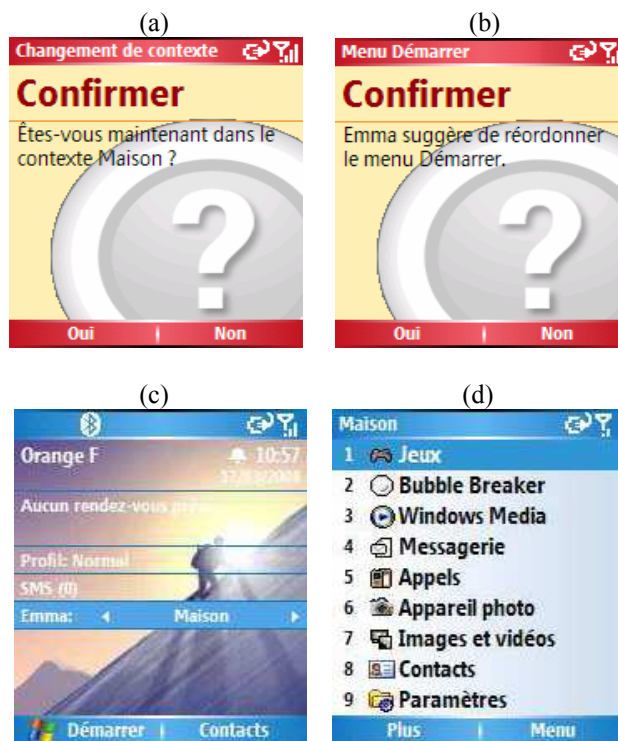 (a)
Changement de contexte
Confirmer
Êtes-vous maintenant dans le
contexte Maison ?
Oui Non
(b)
Menu Démarrer
Confirmer
Emma suggère de réordonner
le menu Démarrer.
Oui Non
(c)
Orange F 10:57
Aucun rendez-vous
Profil: Normal
SMS (0)
Emma: Maison
Démarrer Contacts
(d)
Maison
1 Jeux
2 Bubble Breaker
3 Windows Media
4 Messagerie
5 Appels
6 Appareil photo
7 Images et vidéos
8 Contacts
9 Paramètres
Plus Menu